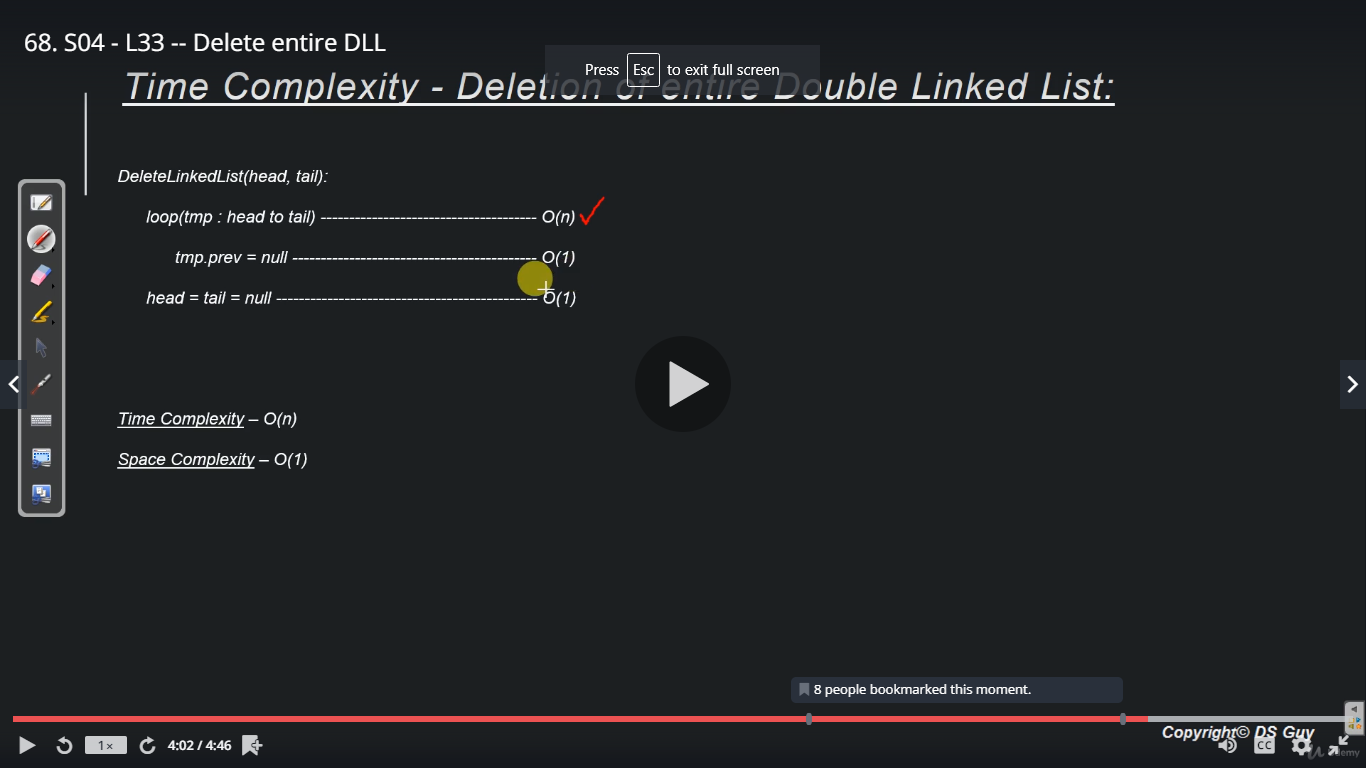 68. S04 - L33 -- Delete entire DLL
Press Esc to exit full screen
Time Complexity - Deletion of entire Double Linked List:
DeleteLinkedList(head, tail):
loop(tmp : head to tail) -------------------------------------- O(n)
tmp.prev = null ------------------------------------------- O(1)
head = tail = null ---------------------------------------------- O(1)
Time Complexity – O(n)
Space Complexity – O(1)
8 people bookmarked this moment.
Copyright© DS Guy
1×
4:02 / 4:46
CC
Udemy